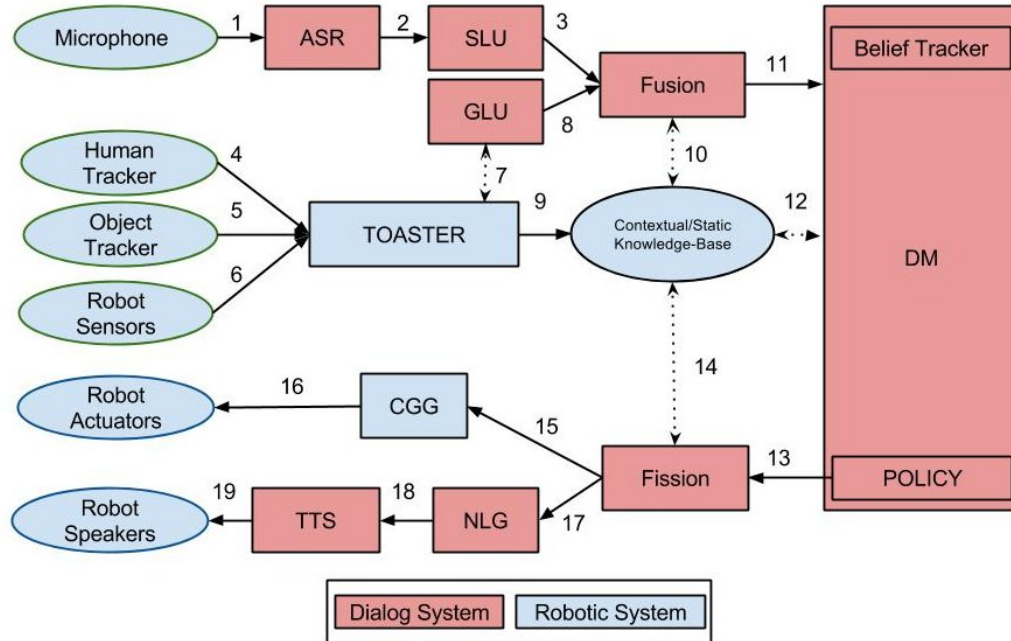 Microphone
1
ASR
2
SLU
3
GLU
8
Fusion
11
Belief Tracker
Human
Tracker
4
Object
Tracker
5
Robot
Sensors
6
TOASTER
7
9
10
Contextual/Static
Knowledge-Base
12
DM
14
Robot
Actuators
16
CGG
15
Fission
13
POLICY
Robot
Speakers
19
TTS
18
NLG
17
Dialog System
Robotic System